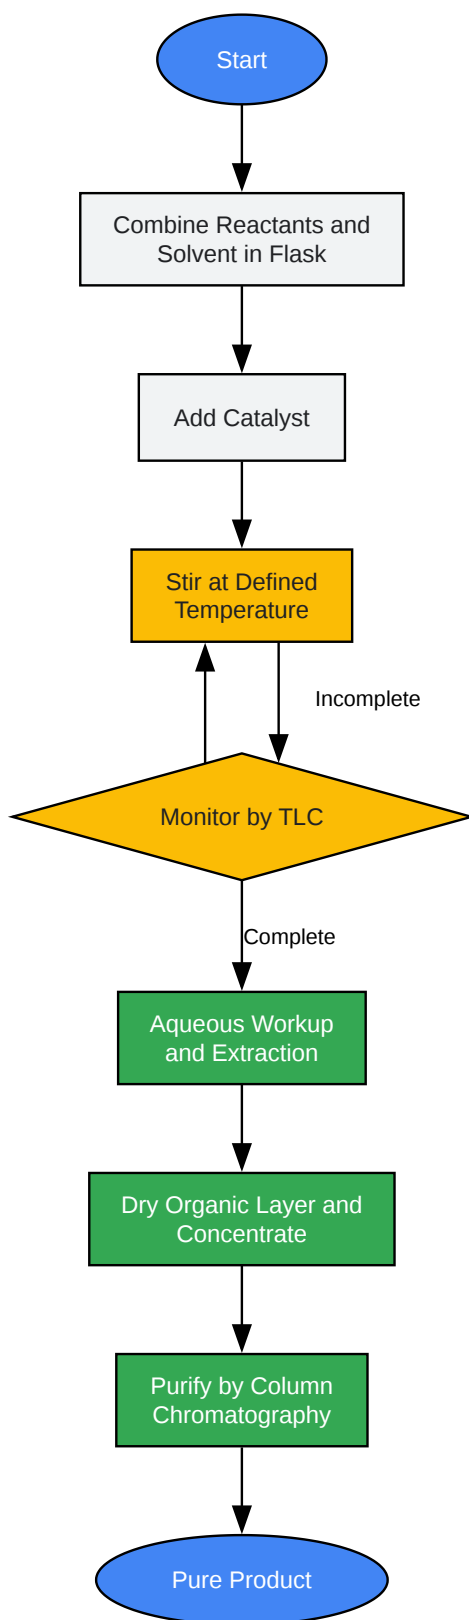 Start
Combine Reactants and
Solvent in Flask
Add Catalyst
Stir at Defined
Temperature
Incomplete
Monitor by TLC
Complete
Aqueous Workup
and Extraction
Dry Organic Layer and
Concentrate
Purify by Column
Chromatography
Pure Product